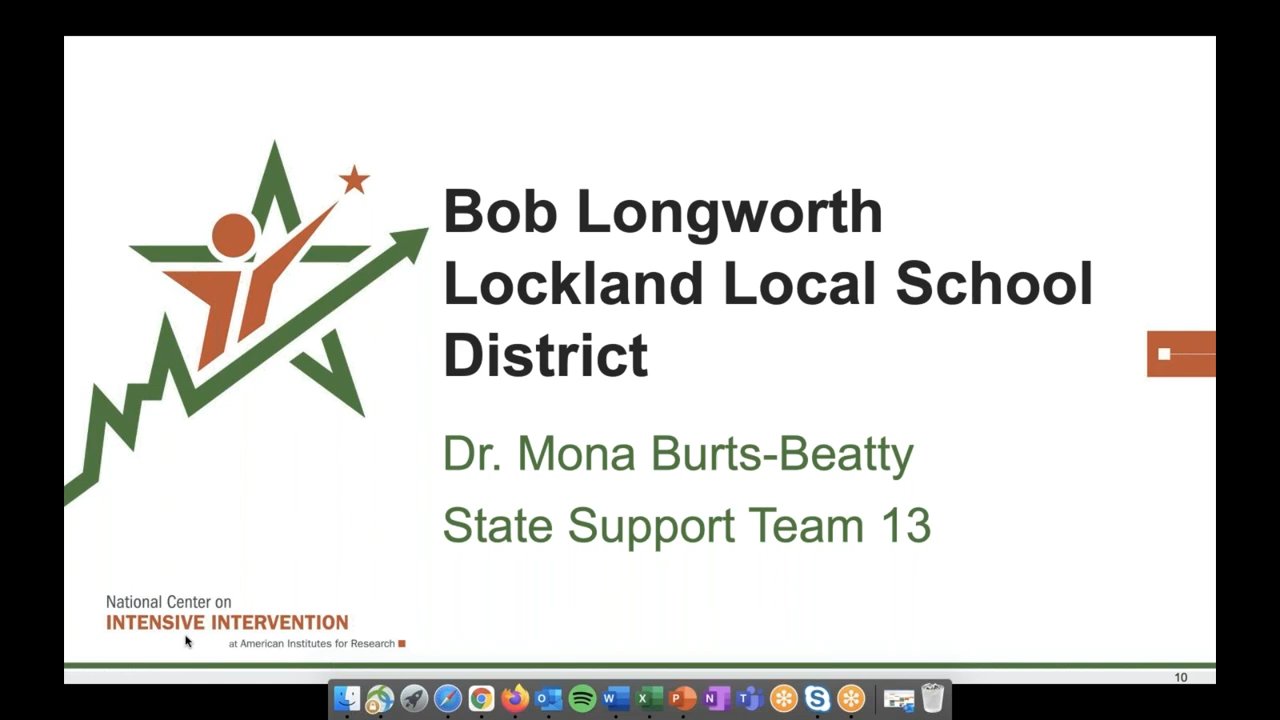 Bob Longworth
Lockland Local School
District
Dr. Mona Burts-Beatty
State Support Team 13
National Center on
INTENSIVE INTERVENTION
at American Institutes for Research
10